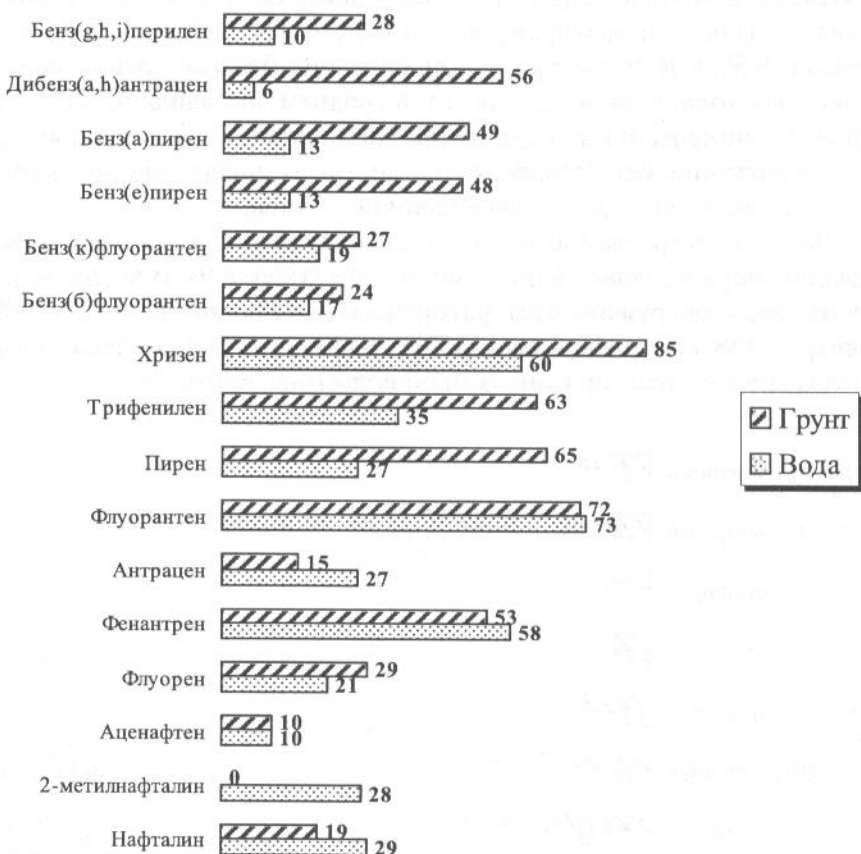 Бенз(g,h,i)перилен 28
10
Дибенз(a,h)антрацен 56
6
Бенз(а)пирен 49
13
Бенз(е)пирен 48
13
Бенз(к)флуорантен 27
19
Бенз(б)флуорантен 24
17
Хризен 85
60
Трифенилен 63
35
Пирен 65
27
Флуорантен 72
73
Антрацен 15
27
Фенантрен 53
58
Флуорен 29
21
Аценафтен 10
10
2-метилнафталин 0
28
Нафталин 19
29
Грунт
Вода